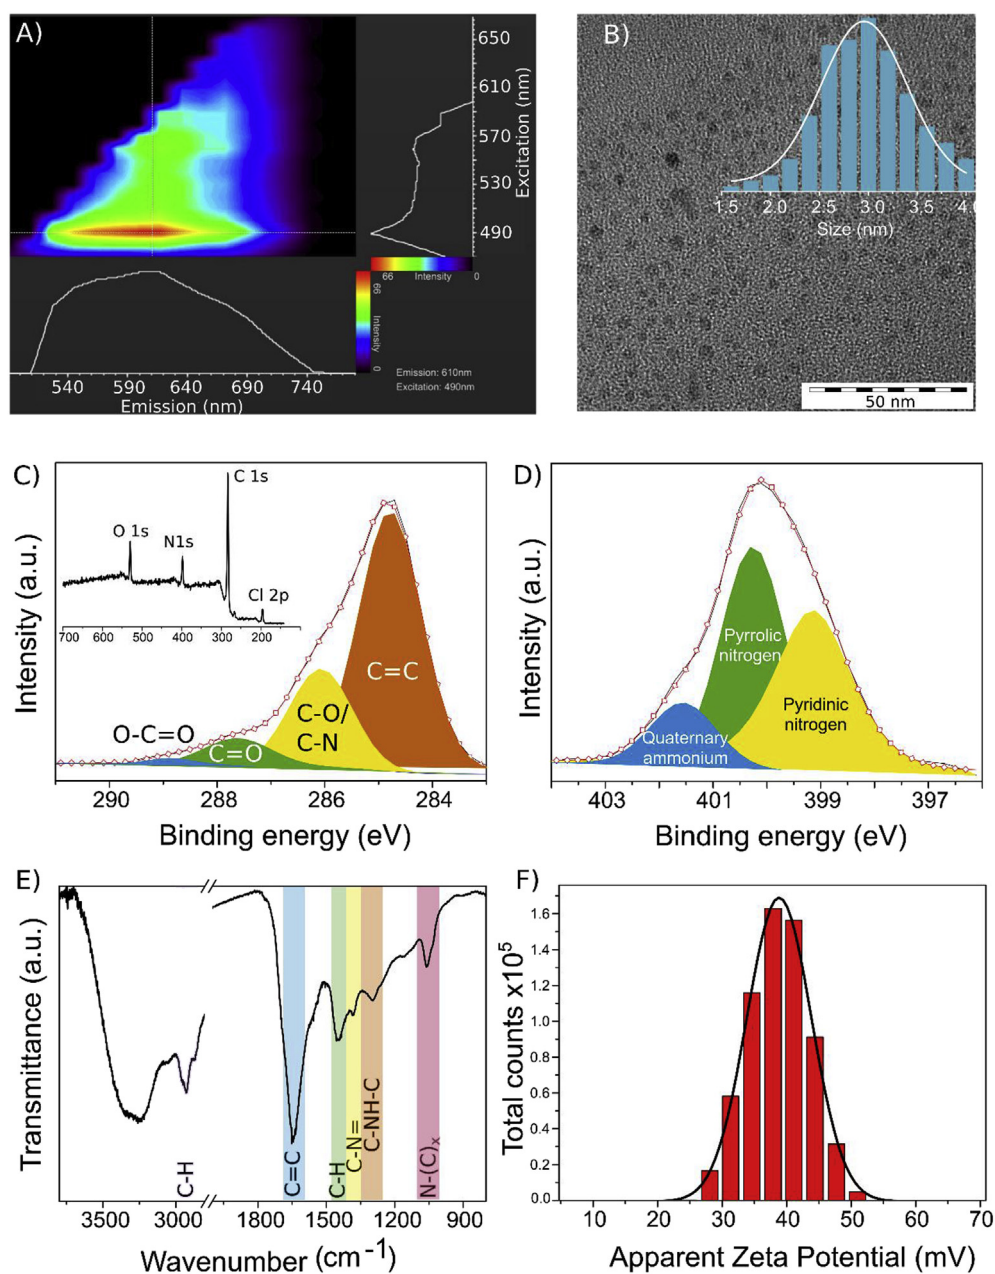 A)
650
610
570
530
490
Excitation (nm)
66
Intensity
0
66
Intensity
0
Emission: 610nm
Excitation: 490nm
540
590
640
690
740
Emission (nm)
B)
1.5
2.0
2.5
3.0
3.5
4.0
Size (nm)
50 nm
C)
C 1s
O 1s
N1s
Cl 2p
700
600
500
400
300
200
100
C=C
C-O/
C-N
O-C=O
C=O
290
288
286
284
Intensity (a.u.)
Binding energy (eV)
D)
Pyrrolic
nitrogen
Pyridinic
nitrogen
Quaternary
ammonium
403
401
399
397
Intensity (a.u.)
Binding energy (eV)
E)
C-H
C=C
C-H
C-N=
C-NH-C
N-(C)x
3500
3000
1800
1500
1200
900
Transmittance (a.u.)
Wavenumber (cm-1)
F)
1.6
1.4
1.2
1.0
0.8
0.6
0.4
0.2
0.0
10
20
30
40
50
60
70
Total counts x10^5
Apparent Zeta Potential (mV)